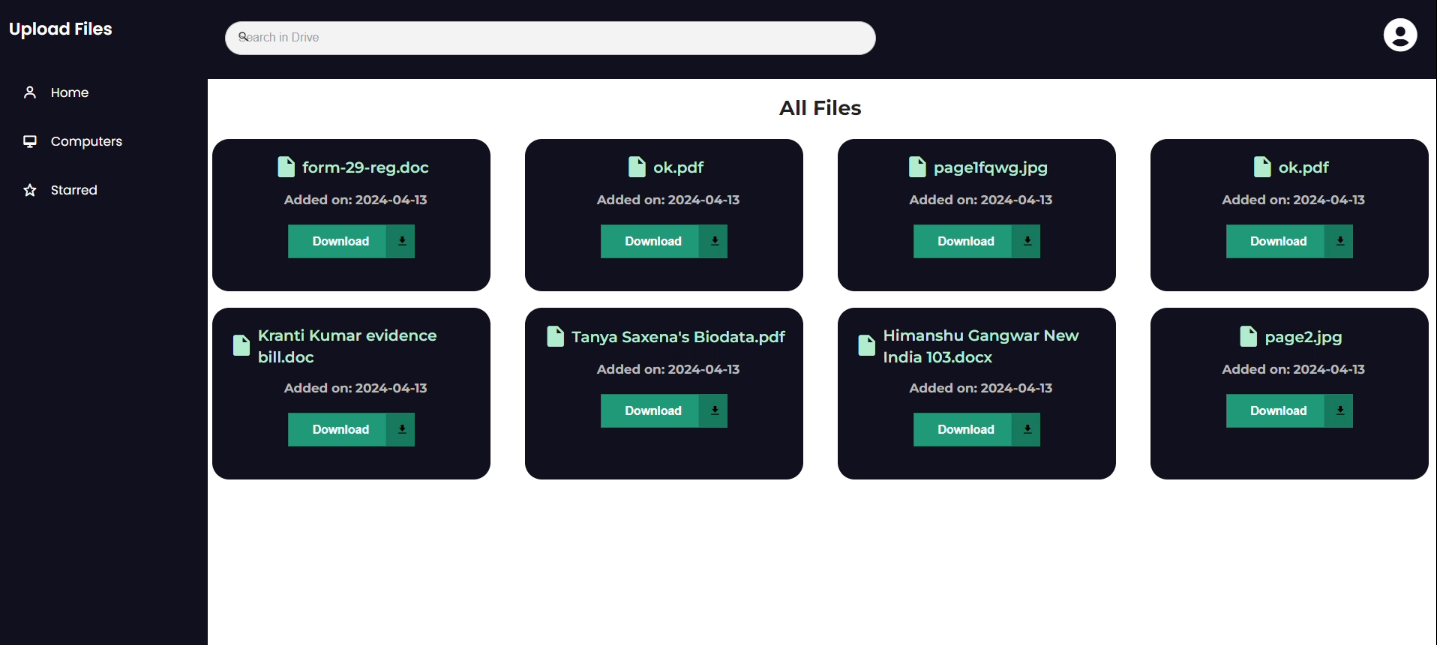 Upload Files
Search in Drive
Home
Computers
Starred
All Files
form-29-reg.doc
Added on: 2024-04-13
Download
ok.pdf
Added on: 2024-04-13
Download
page1fqwg.jpg
Added on: 2024-04-13
Download
ok.pdf
Added on: 2024-04-13
Download
Kranti Kumar evidence
bill.doc
Added on: 2024-04-13
Download
Tanya Saxena's Biodata.pdf
Added on: 2024-04-13
Download
Himanshu Gangwar New
India 103.docx
Added on: 2024-04-13
Download
page2.jpg
Added on: 2024-04-13
Download